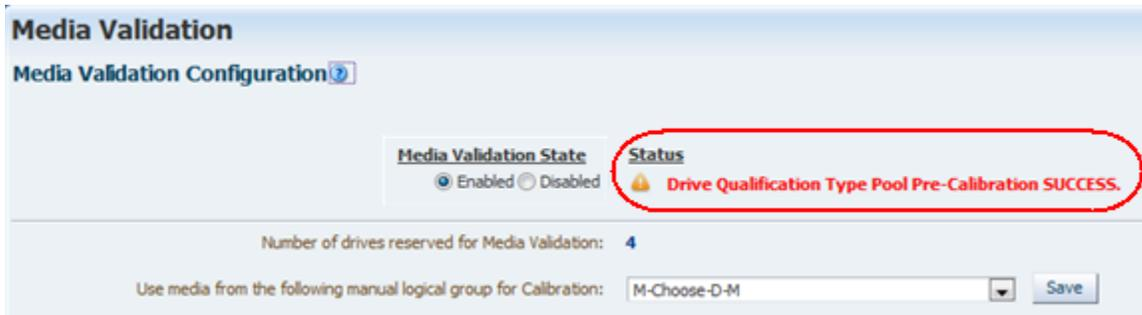 Media Validation
Media Validation Configuration
Media Validation State
Enabled Disabled
Status
Drive Qualification Type Pool Pre-Calibration SUCCESS.
Number of drives reserved for Media Validation: 4
Use media from the following manual logical group for Calibration: M-Choose-D-M Save